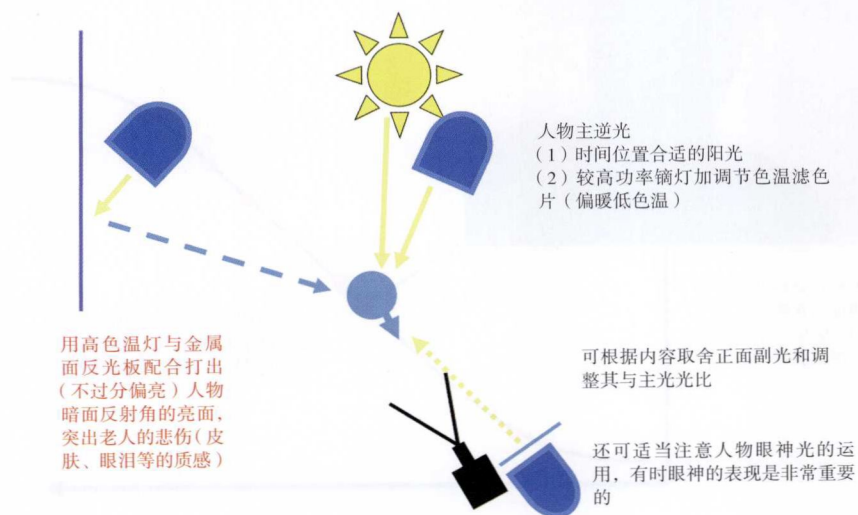 人物主逆光
（1）时间位置合适的阳光
（2）较高功率镝灯加调节色温滤色
片（偏暖低色温）
用高色温灯与金属
面反光板配合打出
（不过分偏亮）人物
暗面反射角的亮面，
突出老人的悲伤（皮
肤、眼泪等的质感）
可根据内容取舍正面副光和调
整其与主光光比
还可适当注意人物眼神光的运
用，有时眼神的表现是非常重要
的